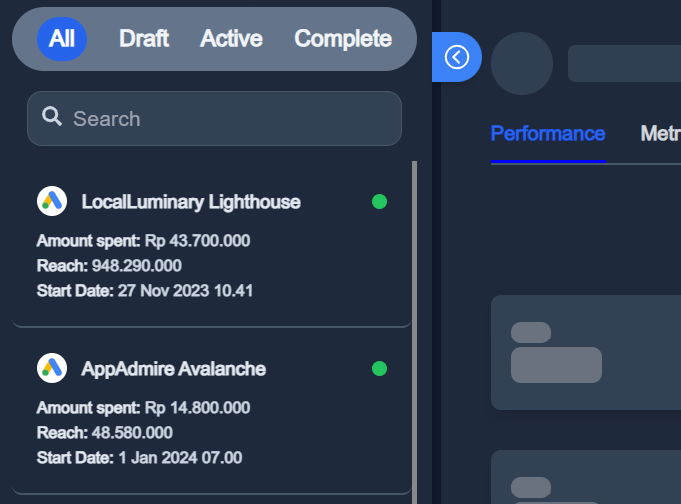 All Draft Active Complete
Search
Performance Metr
LocalLuminary Lighthouse
Amount spent: Rp 43.700.000
Reach: 948.290.000
Start Date: 27 Nov 2023 10.41
AppAdmire Avalanche
Amount spent: Rp 14.800.000
Reach: 48.580.000
Start Date: 1 Jan 2024 07.00